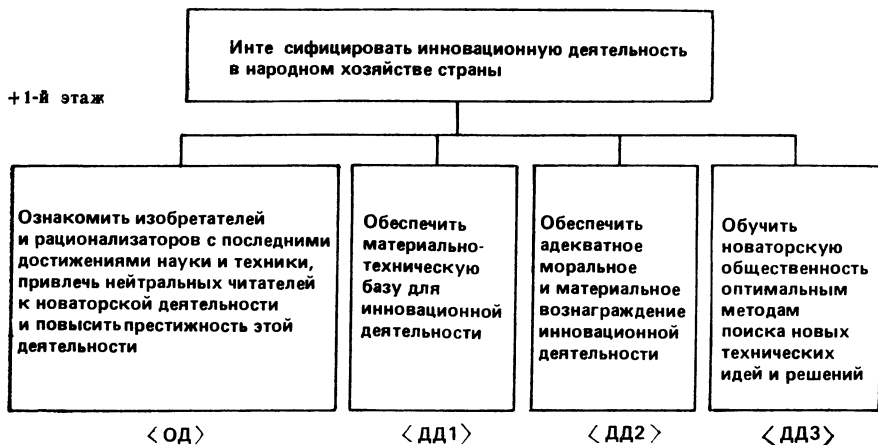 Инте сифицировать инновационную деятельность
в народном хозяйстве страны
+1-й этаж
Ознакомить изобретателей
и рационализаторов с последними
достижениями науки и техники,
привлечь нейтральных читателей
к новаторской деятельности
и повысить престижность этой
деятельности
Обеспечить
материально-
техническую
базу для
инновационной
деятельности
Обеспечить
адекватное
моральное
и материальное
вознаграждение
инновационной
деятельности
Обучить
новаторскую
общественность
оптимальным
методам
поиска новых
технических
идей и решений
〈ОД〉
〈ДД1〉
〈ДД2〉
〈ДД3〉